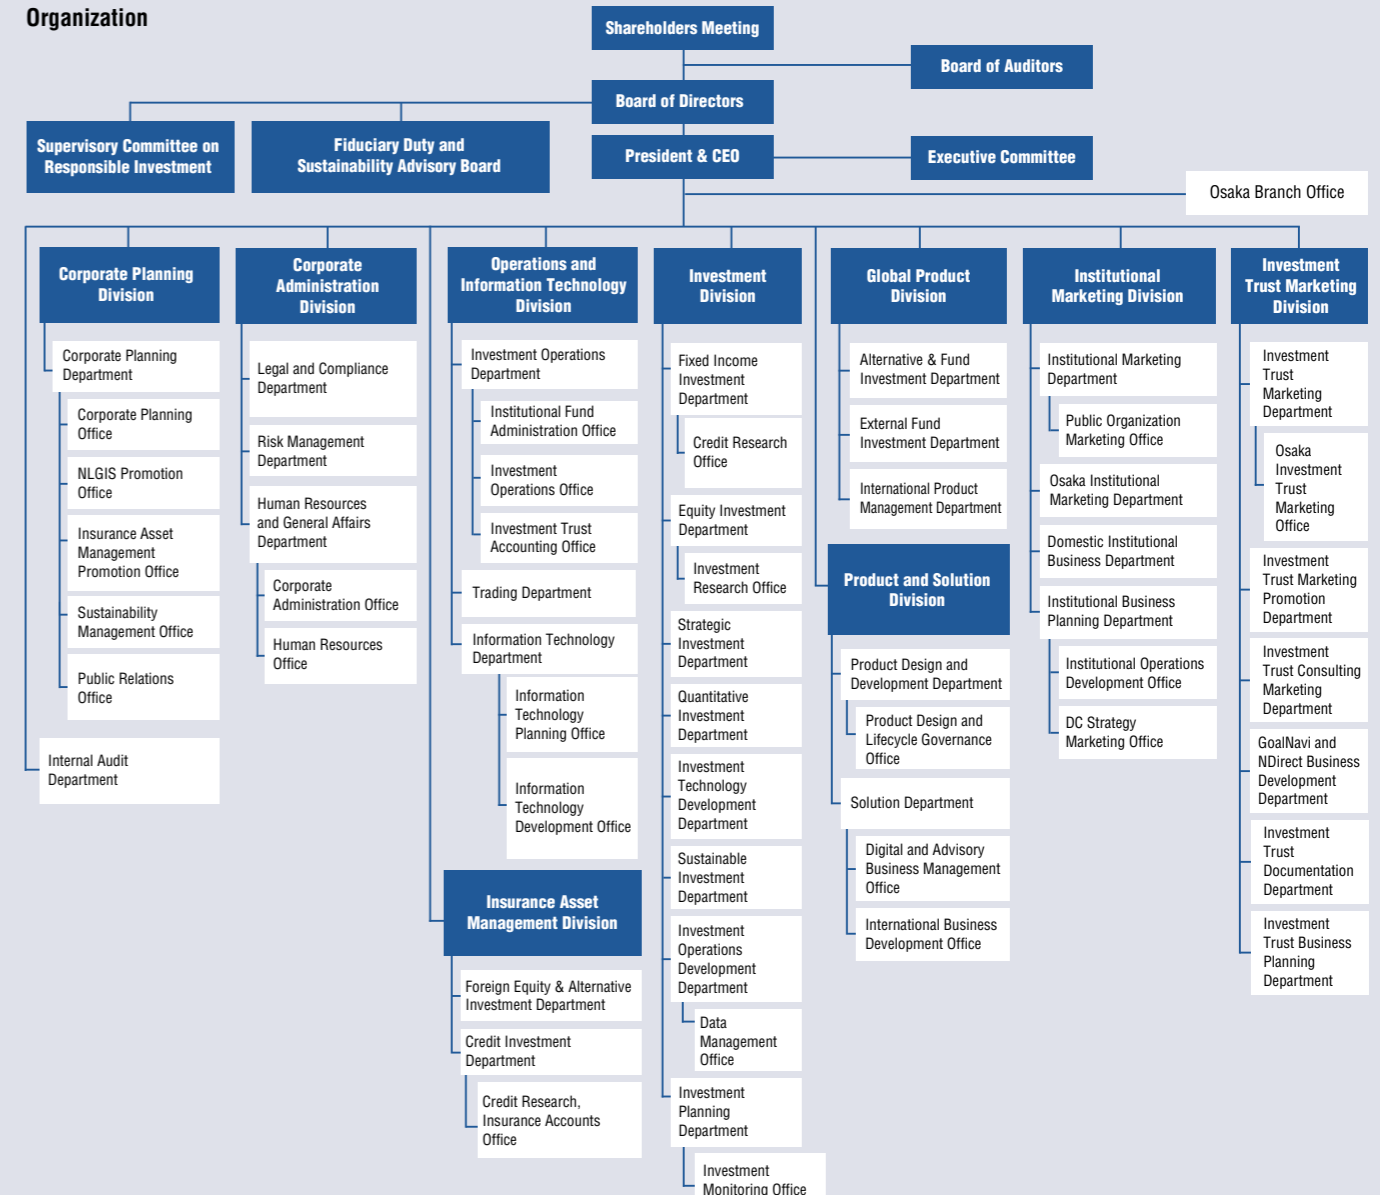 Organization
Shareholders Meeting
Board of Auditors
Board of Directors
Supervisory Committee on
Responsible Investment
Fiduciary Duty and
Sustainability Advisory Board
President & CEO
Executive Committee
Osaka Branch Office
Corporate Planning
Division
Corporate Planning
Department
Corporate Planning
Office
NLGIS Promotion
Office
Insurance Asset
Management
Promotion Office
Sustainability
Management Office
Public Relations
Office
Internal Audit
Department
Corporate
Administration
Division
Legal and Compliance
Department
Risk Management
Department
Human Resources
and General Affairs
Department
Corporate
Administration Office
Human Resources
Office
Operations and
Information Technology
Division
Investment Operations
Department
Institutional Fund
Administration Office
Investment
Operations Office
Investment Trust
Accounting Office
Trading Department
Information Technology
Department
Information
Technology
Planning Office
Information
Technology
Development Office
Insurance Asset
Management Division
Foreign Equity & Alternative
Investment Department
Credit Investment
Department
Credit Research,
Insurance Accounts
Office
Investment
Division
Fixed Income
Investment
Department
Credit Research
Office
Equity Investment
Department
Investment
Research Office
Strategic
Investment
Department
Quantitative
Investment
Department
Investment
Technology
Development
Department
Sustainable
Investment
Department
Investment
Operations
Development
Department
Data
Management
Office
Investment
Planning
Department
Investment
Monitoring Office
Global Product
Division
Alternative & Fund
Investment Department
External Fund
Investment Department
International Product
Management Department
Product and Solution
Division
Product Design and
Development Department
Product Design and
Lifecycle Governance
Office
Solution Department
Digital and Advisory
Business Management
Office
International Business
Development Office
Institutional
Marketing Division
Institutional Marketing
Department
Public Organization
Marketing Office
Osaka Institutional
Marketing Department
Domestic Institutional
Business Department
Institutional Business
Planning Department
Institutional Operations
Development Office
DC Strategy
Marketing Office
Investment
Trust Marketing
Division
Investment
Trust
Marketing
Department
Osaka
Investment
Trust
Marketing
Office
Investment
Trust Marketing
Promotion
Department
Investment
Trust Consulting
Marketing
Department
GoalNavi and
NDirect Business
Development
Department
Investment
Trust
Documentation
Department
Investment
Trust Business
Planning
Department